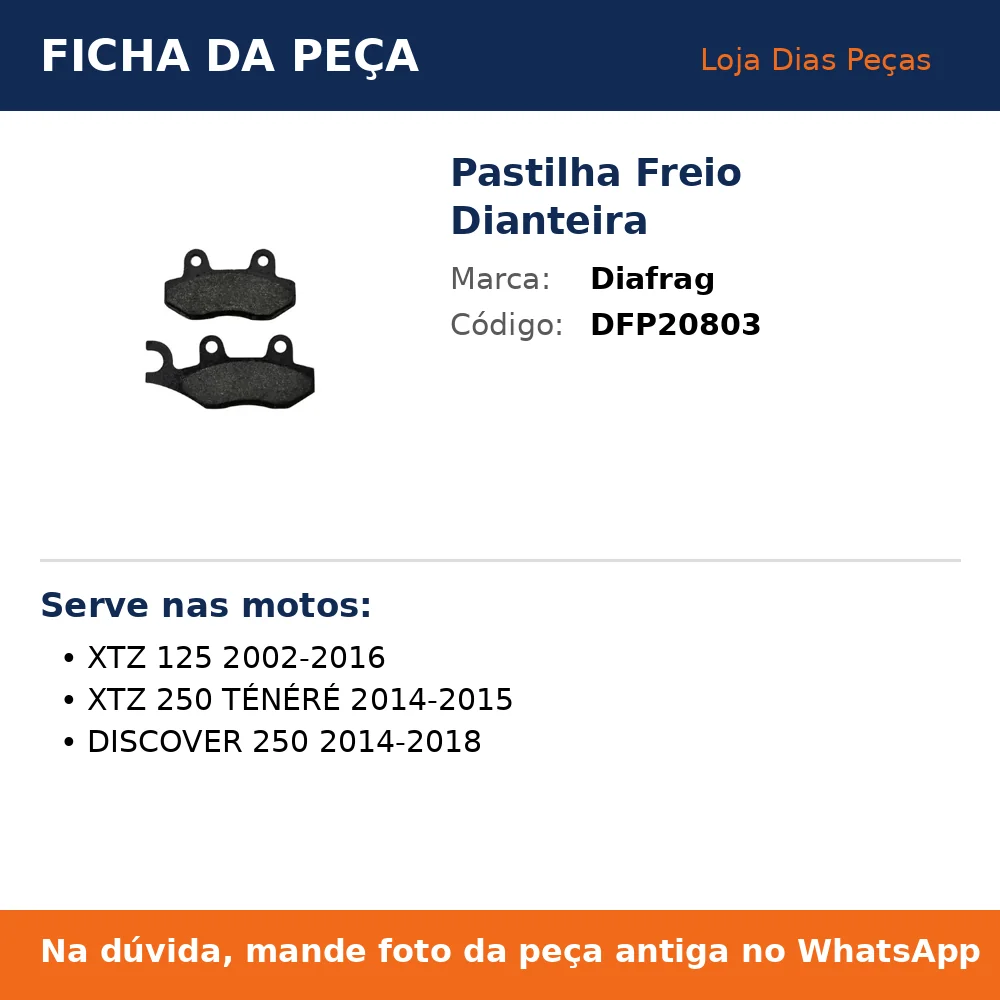 FICHA DA PEÇA
Loja Dias Peças
Pastilha Freio
Dianteira
Marca: Diafrag
Código: DFP20803
Serve nas motos:
• XTZ 125 2002-2016
• XTZ 250 TÉNÉRÉ 2014-2015
• DISCOVER 250 2014-2018
Na dúvida, mande foto da peça antiga no WhatsApp